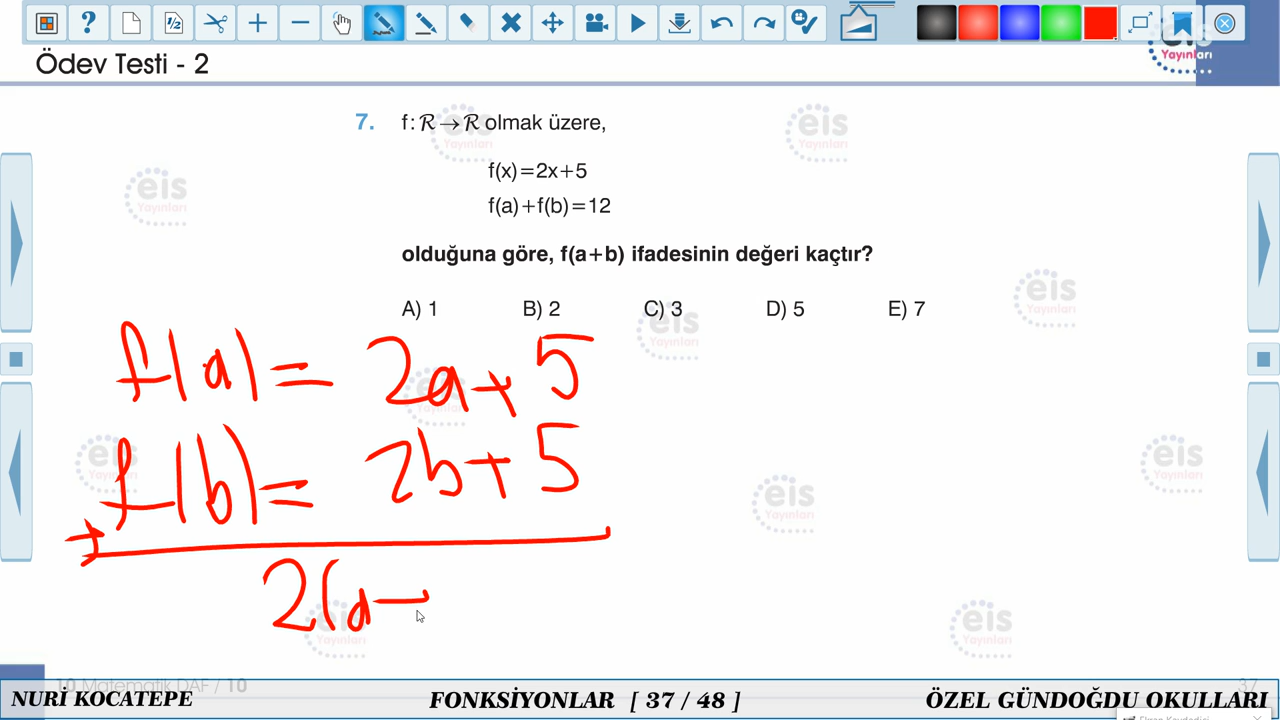 Ödev Testi - 2
eis
Yayınları
7. f: R→R olmak üzere,
f(x)=2x+5
f(a)+f(b)=12
olduğuna göre, f(a+b) ifadesinin değeri kaçtır?
A) 1 B) 2 C) 3 D) 5 E) 7
f(a) = 2a+5
f(b) = 2b+5
+
2(a
10 Matematik DAF / 10
37
NURİ KOCATEPE FONKSİYONLAR [ 37 / 48 ] ÖZEL GÜNDOĞDU OKULLARI